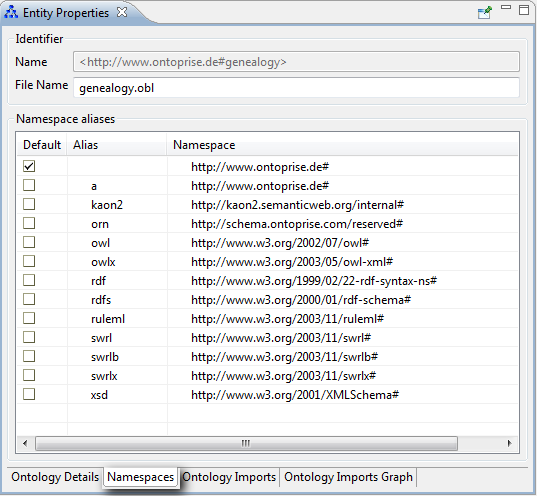 Entity Properties
Identifier
Name <http://www.ontoprise.de#genealogy>
File Name genealogy.obl
Namespace aliases
Default Alias Namespace
http://www.ontoprise.de#
a http://www.ontoprise.de#
kaon2 http://kaon2.semanticweb.org/internal#
orn http://schema.ontoprise.com/reserved#
owl http://www.w3.org/2002/07/owl#
owlx http://www.w3.org/2003/05/owl-xml#
rdf http://www.w3.org/1999/02/22-rdf-syntax-ns#
rdfs http://www.w3.org/2000/01/rdf-schema#
ruleml http://www.w3.org/2003/11/ruleml#
swrl http://www.w3.org/2003/11/swrl#
swrlb http://www.w3.org/2003/11/swrlb#
swrlx http://www.w3.org/2003/11/swrlx#
xsd http://www.w3.org/2001/XMLSchema#
Ontology Details Namespaces Ontology Imports Ontology Imports Graph